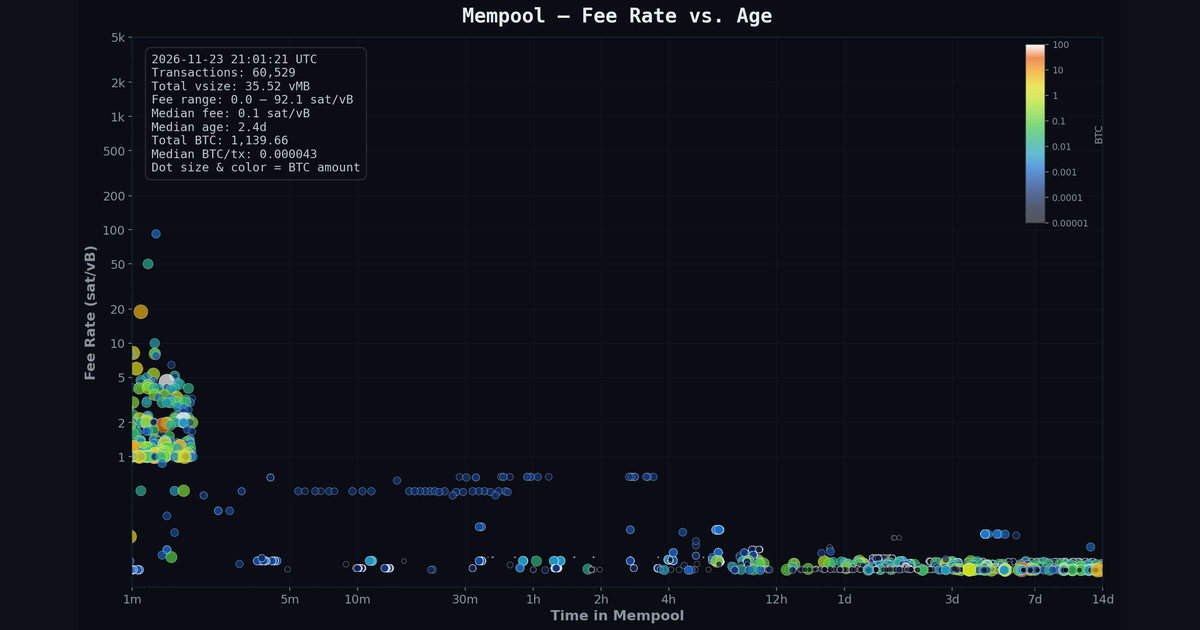 Mempool — Fee Rate vs. Age
2026-11-23 21:01:21 UTC
Transactions: 60,529
Total vsize: 35.52 vMB
Fee range: 0.0 – 92.1 sat/vB
Median fee: 0.1 sat/vB
Median age: 2.4d
Total BTC: 1,139.66
Median BTC/tx: 0.000043
Dot size & color = BTC amount
5k
2k
1k
500
200
100
50
20
10
5
2
1
Fee Rate (sat/vB)
100
10
1
0.1
0.01
0.001
0.0001
0.00001
BTC
1m 5m 10m 30m 1h 2h 4h 12h 1d 3d 7d 14d
Time in Mempool